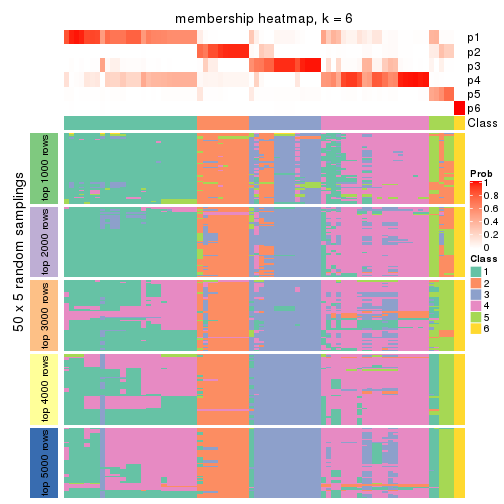 membership heatmap, k = 6
p1
p2
p3
p4
p5
p6
Class
50 x 5 random samplings
top 1000 rows
top 2000 rows
top 3000 rows
top 4000 rows
top 5000 rows
Prob
1
0.8
0.6
0.4
0.2
0
Class
1
2
3
4
5
6